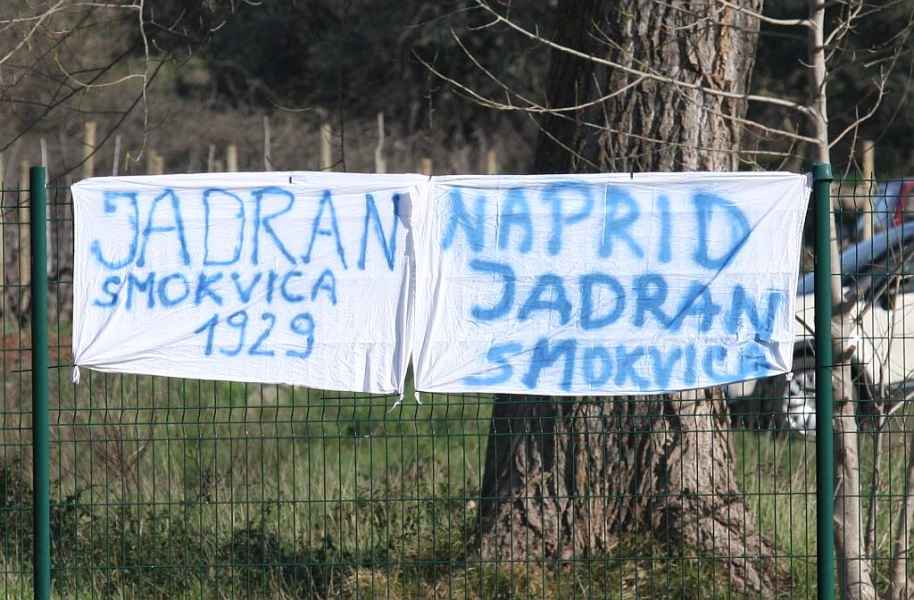 JADRAN
SMOKVICA
1929
NAPRID
JADRAN
SMOKVICA